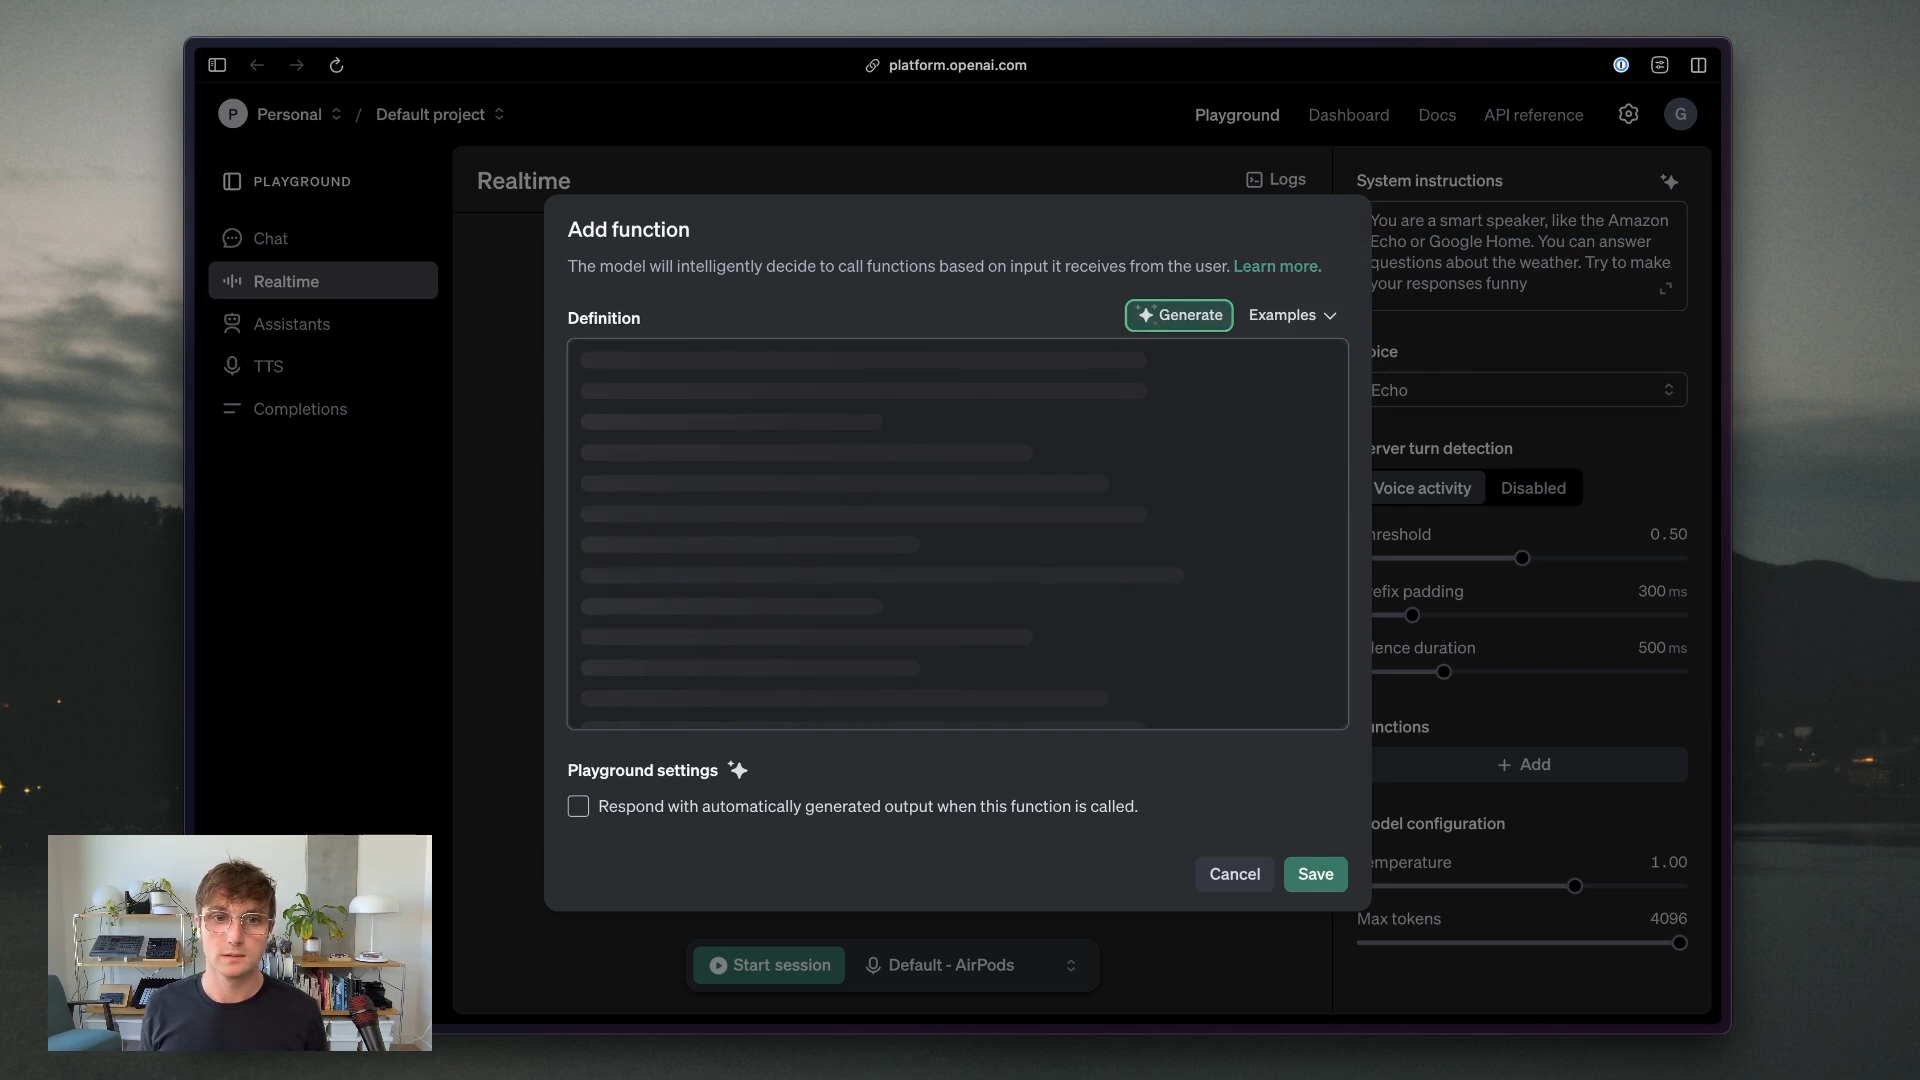 platform.openai.com
P Personal / Default project
Playground Dashboard Docs API reference G
PLAYGROUND
Chat
Realtime
Assistants
TTS
Completions
Realtime
Logs
Add function
The model will intelligently decide to call functions based on input it receives from the user. Learn more.
Definition
Generate
Examples
Playground settings
Respond with automatically generated output when this function is called.
Cancel
Save
Start session
Default - AirPods
System instructions
You are a smart speaker, like the Amazon
Echo or Google Home. You can answer
questions about the weather. Try to make
your responses funny
oice
Echo
erver turn detection
Voice activity
Disabled
reshold 0.50
efix padding 300 ms
lence duration 500 ms
unctions
+ Add
odel configuration
emperature 1.00
Max tokens 4096